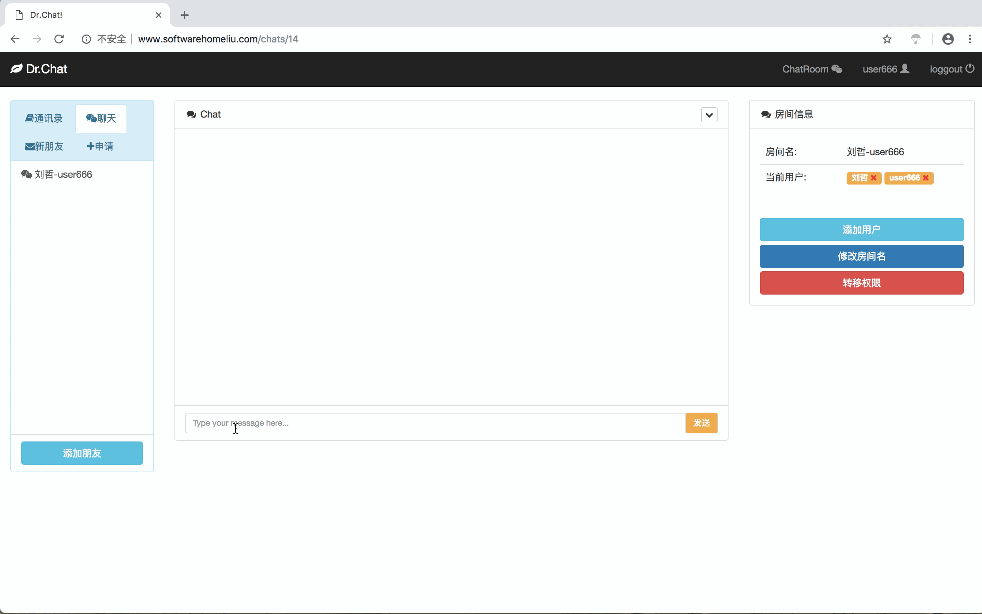 Dr.Chat!
不安全 www.softwarehomeliu.com/chats/14
Dr.Chat
ChatRoom user666 loggout
通讯录 聊天
新朋友 申请
刘哲-user666
添加朋友
Chat
Type your message here...
发送
房间信息
房间名: 刘哲-user666
当前用户: 刘哲 user666
添加用户
修改房间名
转移权限